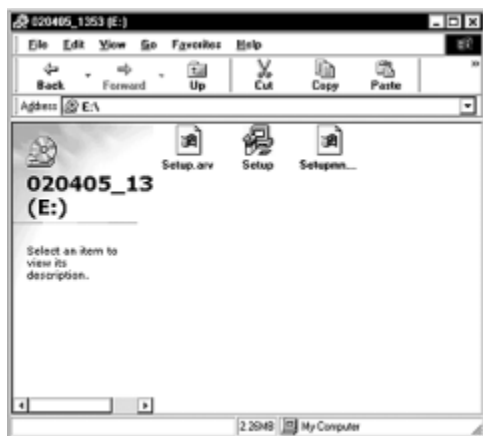 020405_1353 (E:)
File Edit View Go Favorites Help
Back Forward Up Cut Copy Paste »
Address E:\
Setup.arv Setup Setupnn....
020405_13
(E:)
Select an item to
view its
description.
2.26MB My Computer